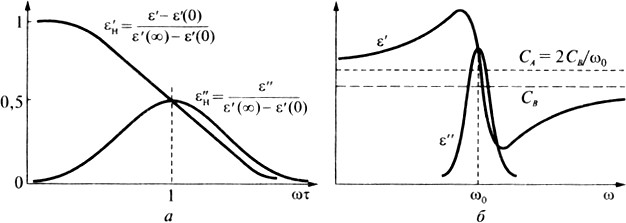 1
0,5
0
ε′н = (ε′ − ε′(0)) / (ε′(∞) − ε′(0))
ε″н = ε″ / (ε′(∞) − ε′(0))
1
ωτ
а
ε′
C_A = 2C_B/ω₀
C_B
ε″
ω₀
ω
б